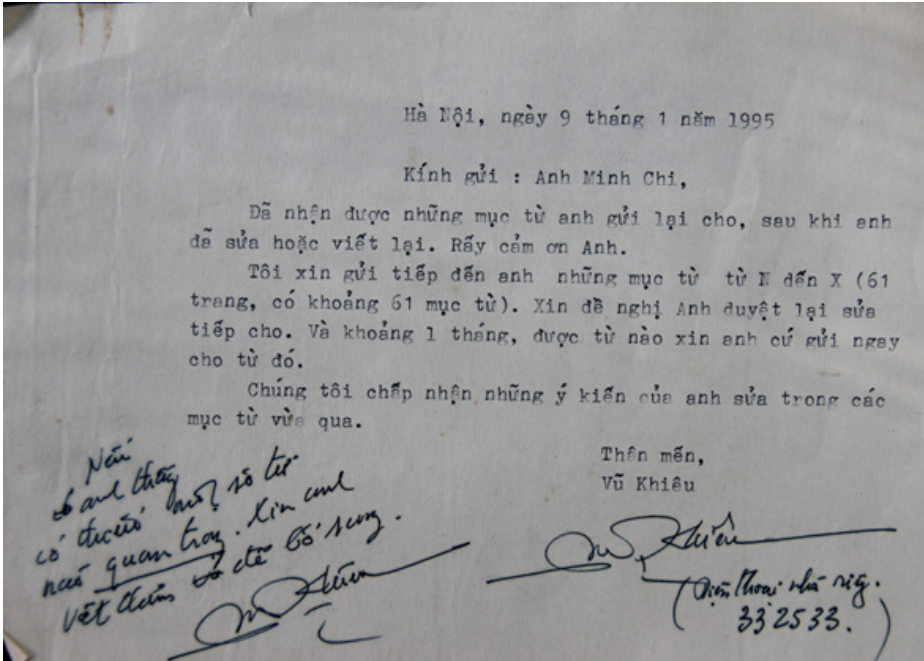 Hà Nội, ngày 9 tháng 1 năm 1995
Kính gửi : Anh Minh Chi,
Đã nhận được những mục từ anh gửi lại cho, sau khi anh
đã sửa hoặc viết lại. Rấy cảm ơn Anh.
Tôi xin gửi tiếp đến anh những mục từ từ N đến X (61
trang, có khoảng 61 mục từ). Xin đề nghị Anh duyệt lại sửa
tiếp cho. Và khoảng 1 tháng, được từ nào xin anh cứ gửi ngay
cho từ đó.
Chúng tôi chấp nhận những ý kiến của anh sửa trong các
mục từ vừa qua.
Thân mến,
Vũ Khiêu
Nếu
anh thấy
có một số từ
quan trọng. Xin anh
viết thêm để bổ sung.
Vũ Khiêu
Vũ Khiêu
(Điện thoại nhà riêng.
332533.)